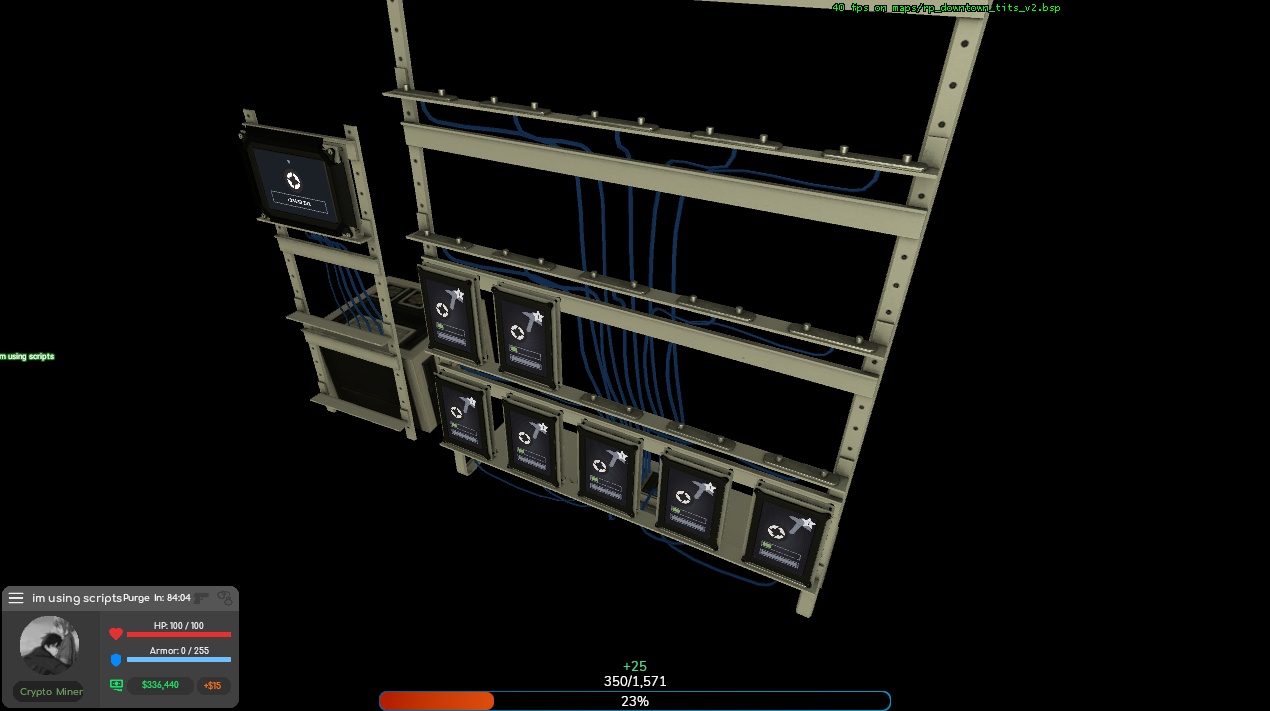 40 fps on maps/rp_downtown_tits_v2.bsp
m using scripts
im using scripts Purge In: 84:04
HP: 100 / 100
Armor: 0 / 255
Crypto Miner
$336,440
+$15
+25
350/1,571
23%